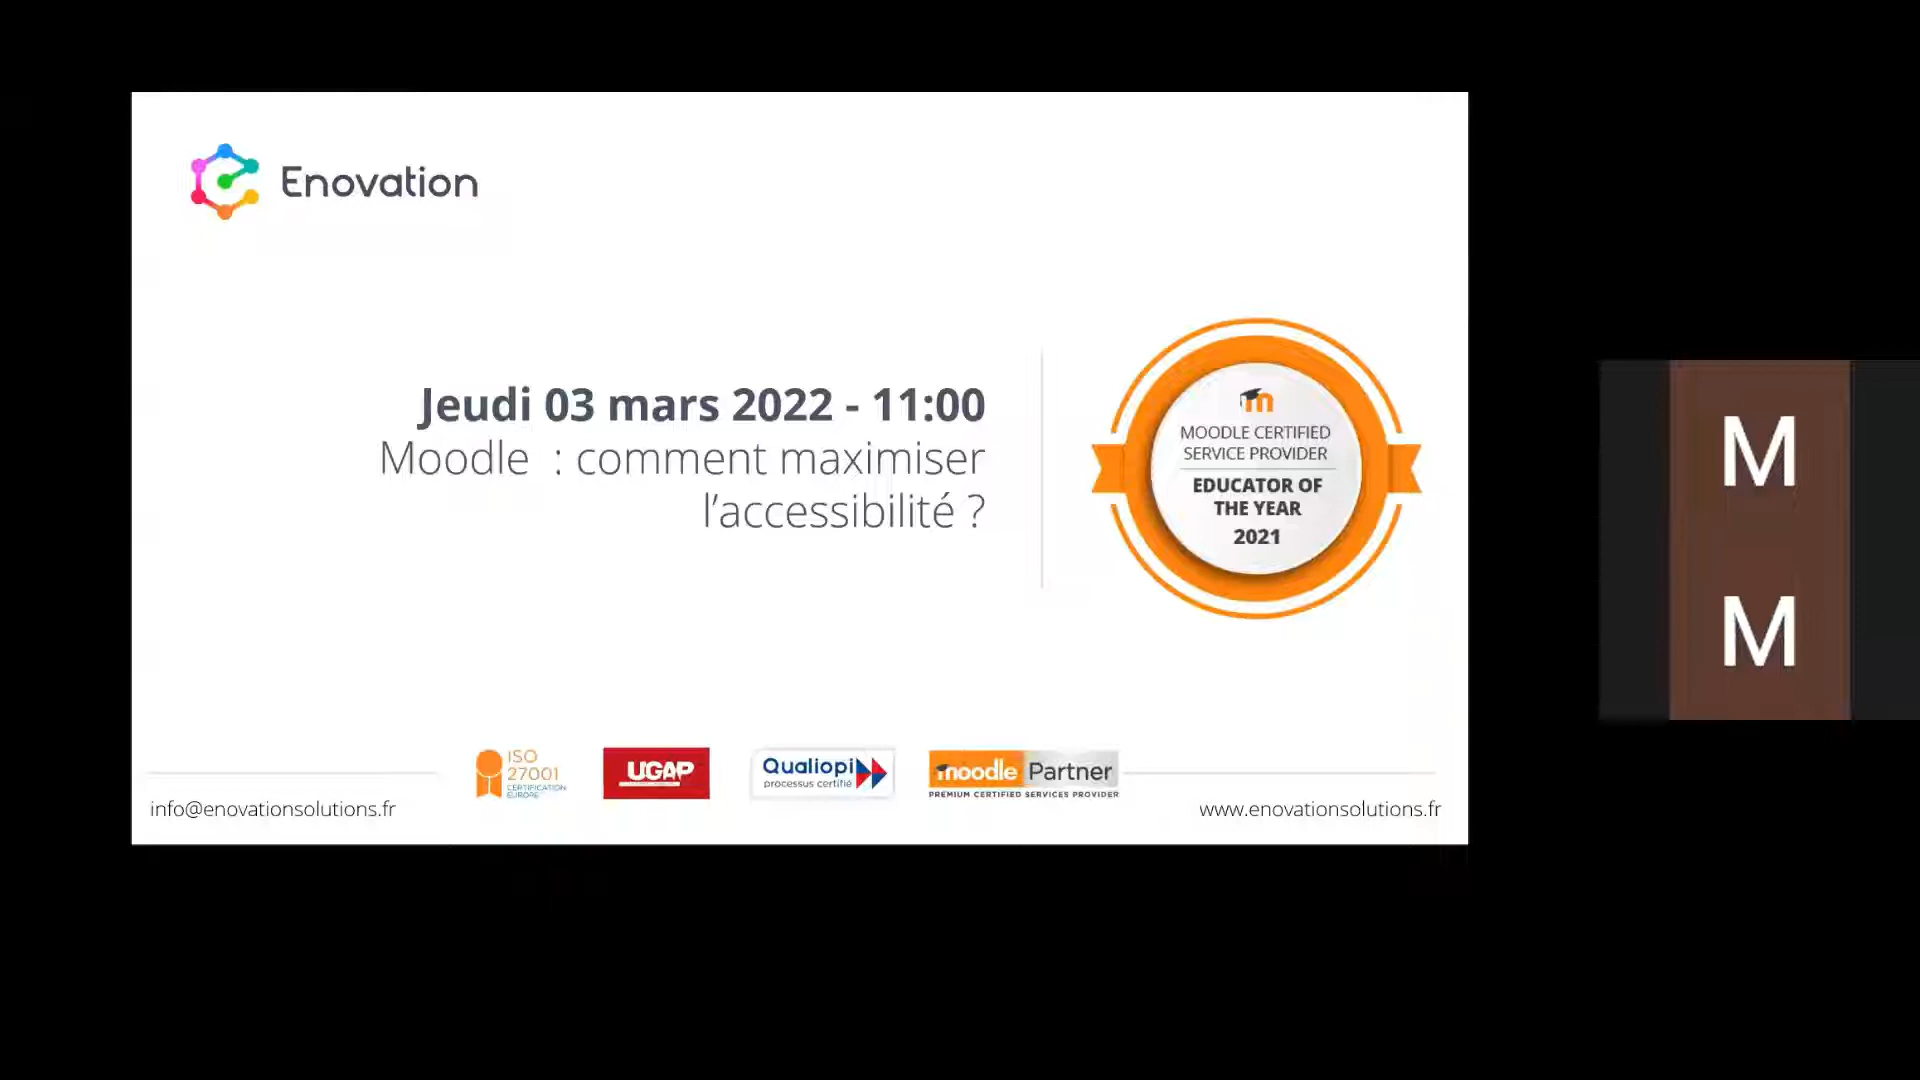 Enovation
Jeudi 03 mars 2022 - 11:00
Moodle  : comment maximiser
l’accessibilité ?
m
MOODLE CERTIFIED
SERVICE PROVIDER
EDUCATOR OF
THE YEAR
2021
M
M
ISO
27001
CERTIFICATION
EUROPE
UGAP
Qualiopi
processus certifié
moodle Partner
PREMIUM CERTIFIED SERVICES PROVIDER
info@enovationsolutions.fr
www.enovationsolutions.fr